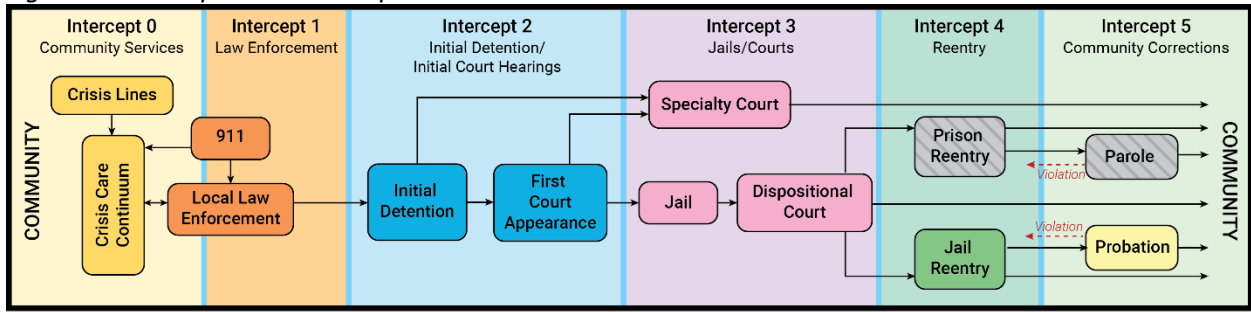 Intercept 0
Community Services
Intercept 1
Law Enforcement
Intercept 2
Initial Detention/
Initial Court Hearings
Intercept 3
Jails/Courts
Intercept 4
Reentry
Intercept 5
Community Corrections
COMMUNITY
Crisis Lines
Crisis Care
Continuum
911
Local Law
Enforcement
Initial
Detention
First
Court
Appearance
Specialty Court
Jail
Dispositional
Court
Prison
Reentry
Violation
Parole
Jail
Reentry
Violation
Probation
COMMUNITY